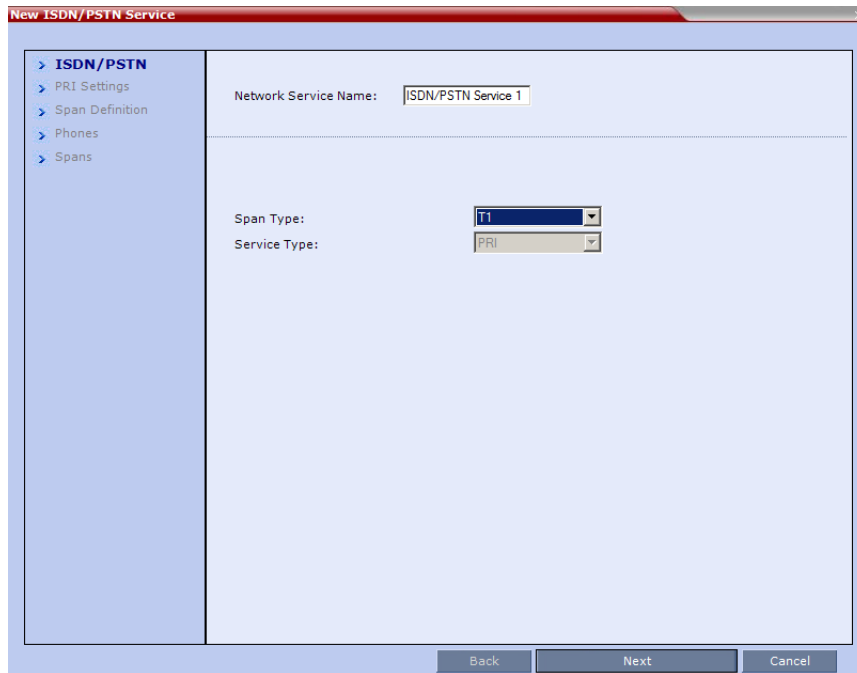 New ISDN/PSTN Service
ISDN/PSTN
PRI Settings
Span Definition
Phones
Spans
Network Service Name: ISDN/PSTN Service 1
Span Type: T1
Service Type: PRI
Back Next Cancel